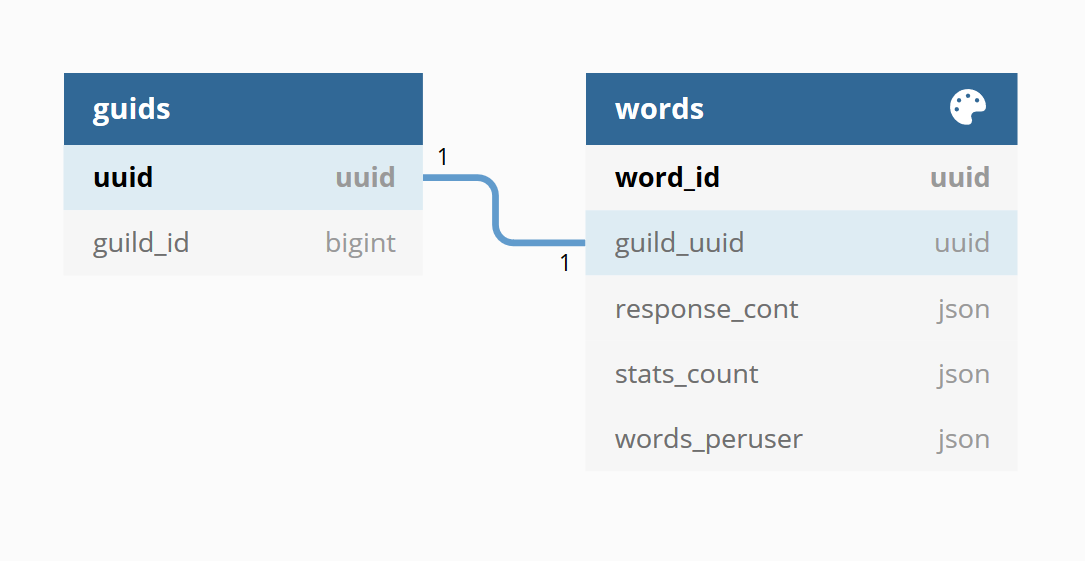 guids
uuid uuid
guild_id bigint
1
1
words
word_id uuid
guild_uuid uuid
response_cont json
stats_count json
words_peruser json